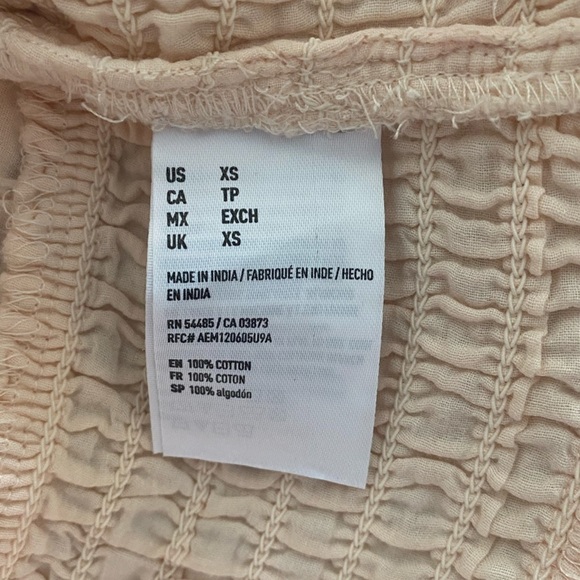 US XS
CA TP
MX EXCH
UK XS
MADE IN INDIA / FABRIQUÉ EN INDE / HECHO
EN INDIA
RN 54485 / CA 03873
RFC# AEM120605U9A
EN 100% COTTON
FR 100% COTON
SP 100% algodón